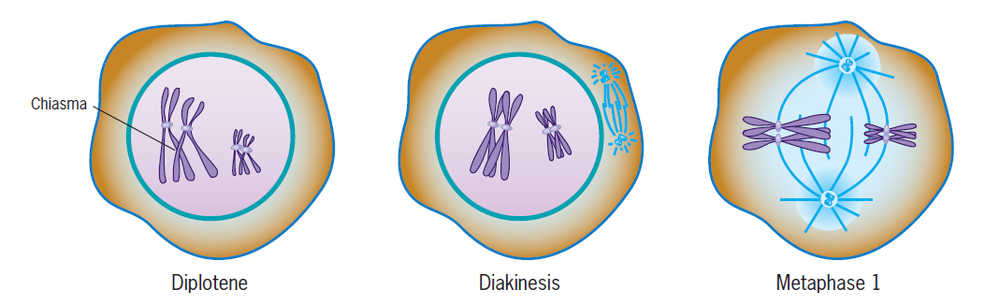 Chiasma
Diplotene
Diakinesis
Metaphase 1